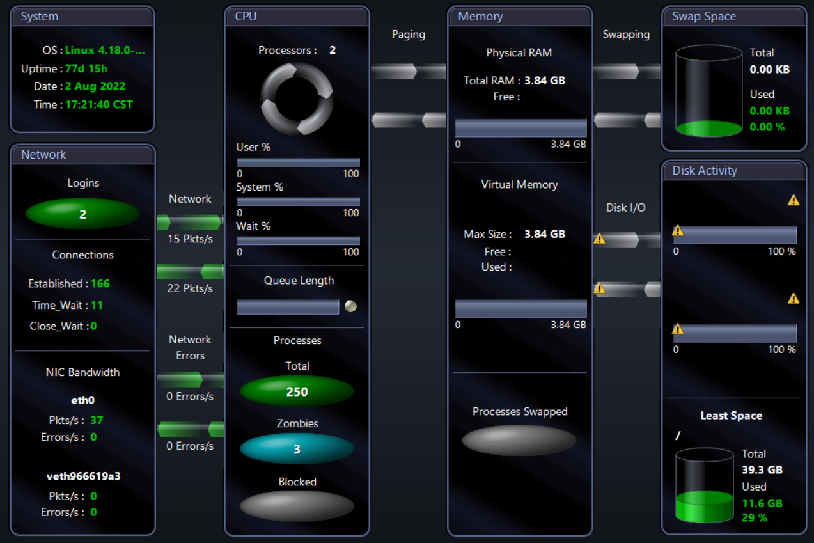 System
OS : Linux 4.18.0-...
Uptime : 77d 15h
Date : 2 Aug 2022
Time : 17:21:40 CST
Network
Logins
2
Connections
Established : 166
Time_Wait : 11
Close_Wait : 0
NIC Bandwidth
eth0
Pkts/s : 37
Errors/s : 0
veth966619a3
Pkts/s : 0
Errors/s : 0
Network
15 Pkts/s
22 Pkts/s
Network
Errors
0 Errors/s
0 Errors/s
CPU
Processors : 2
User %
0 100
System %
0 100
Wait %
0 100
Queue Length
Processes
Total
250
Zombies
3
Blocked
Paging
Memory
Physical RAM
Total RAM : 3.84 GB
Free :
0 3.84 GB
Virtual Memory
Max Size : 3.84 GB
Free :
Used :
0 3.84 GB
Processes Swapped
Swapping
Disk I/O
Swap Space
Total
0.00 KB
Used
0.00 KB
0.00 %
Disk Activity
0 100 %
0 100 %
Least Space
/
Total
39.3 GB
Used
11.6 GB
29 %